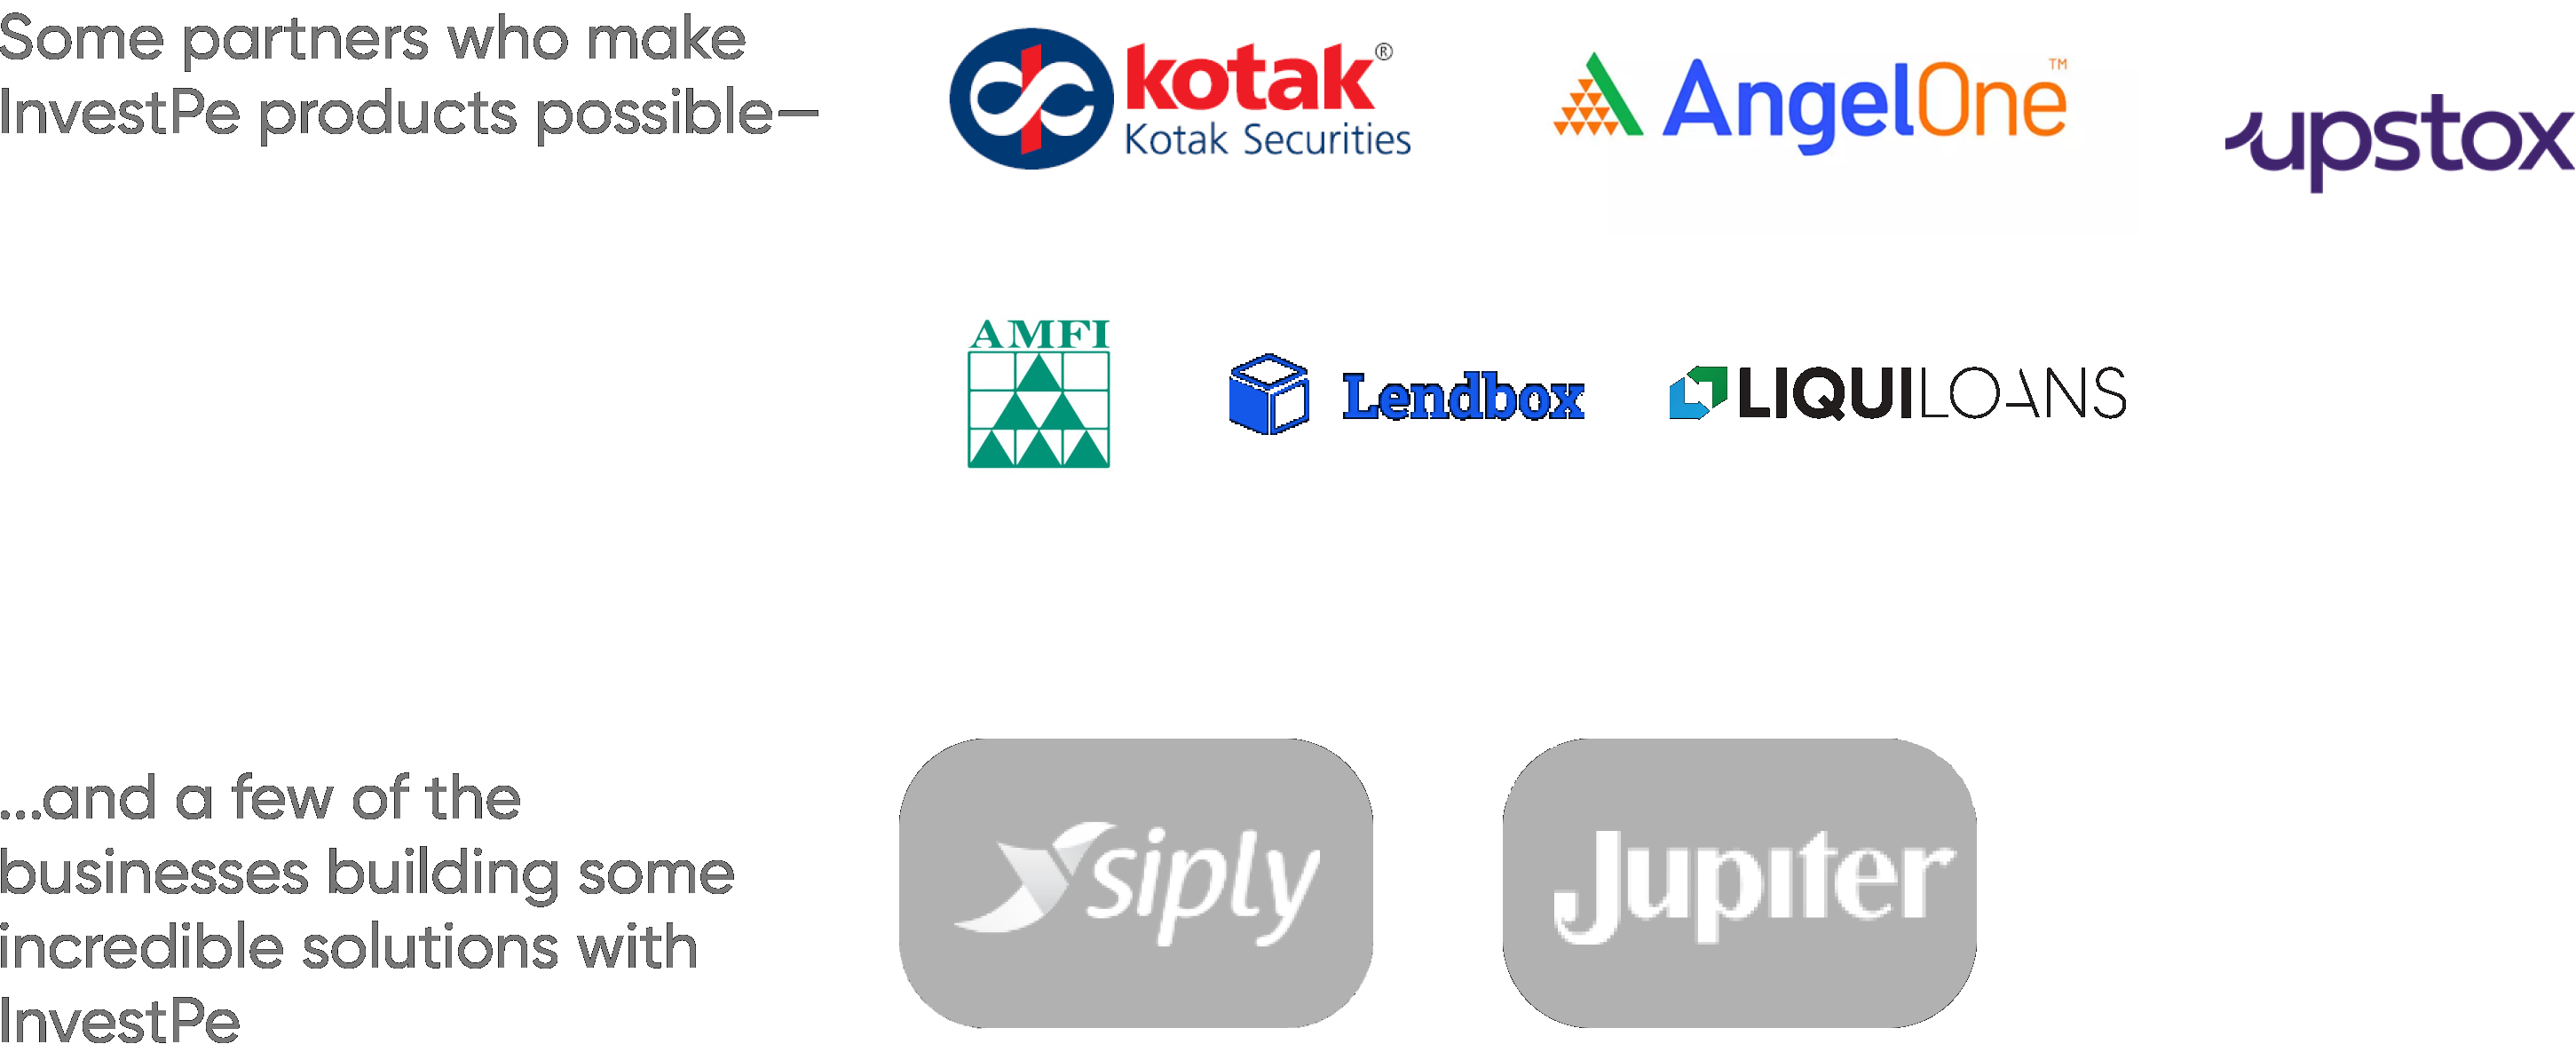 Some partners who make
InvestPe products possible—
kotak®
Kotak Securities
AngelOne™
upstox
AMFI
Lendbox
LIQUILOANS
...and a few of the
businesses building some
incredible solutions with
InvestPe
siply
Jupiter